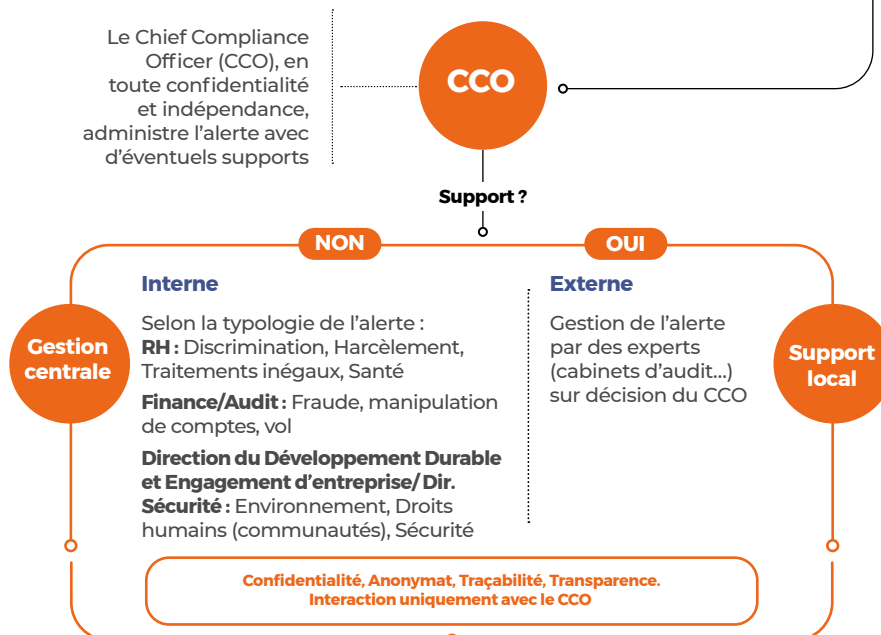 Le Chief Compliance
Officer (CCO), en
toute confidentialité
et indépendance,
administre l’alerte avec
d’éventuels supports
CCO
Support ?
NON
OUI
Gestion
centrale
Interne
Selon la typologie de l’alerte :
RH : Discrimination, Harcèlement,
Traitements inégaux, Santé
Finance/Audit : Fraude, manipulation
de comptes, vol
Direction du Développement Durable
et Engagement d’entreprise/ Dir.
Sécurité : Environnement, Droits
humains (communautés), Sécurité
Externe
Gestion de l’alerte
par des experts
(cabinets d’audit...)
sur décision du CCO
Support
local
Confidentialité, Anonymat, Traçabilité, Transparence.
Interaction uniquement avec le CCO